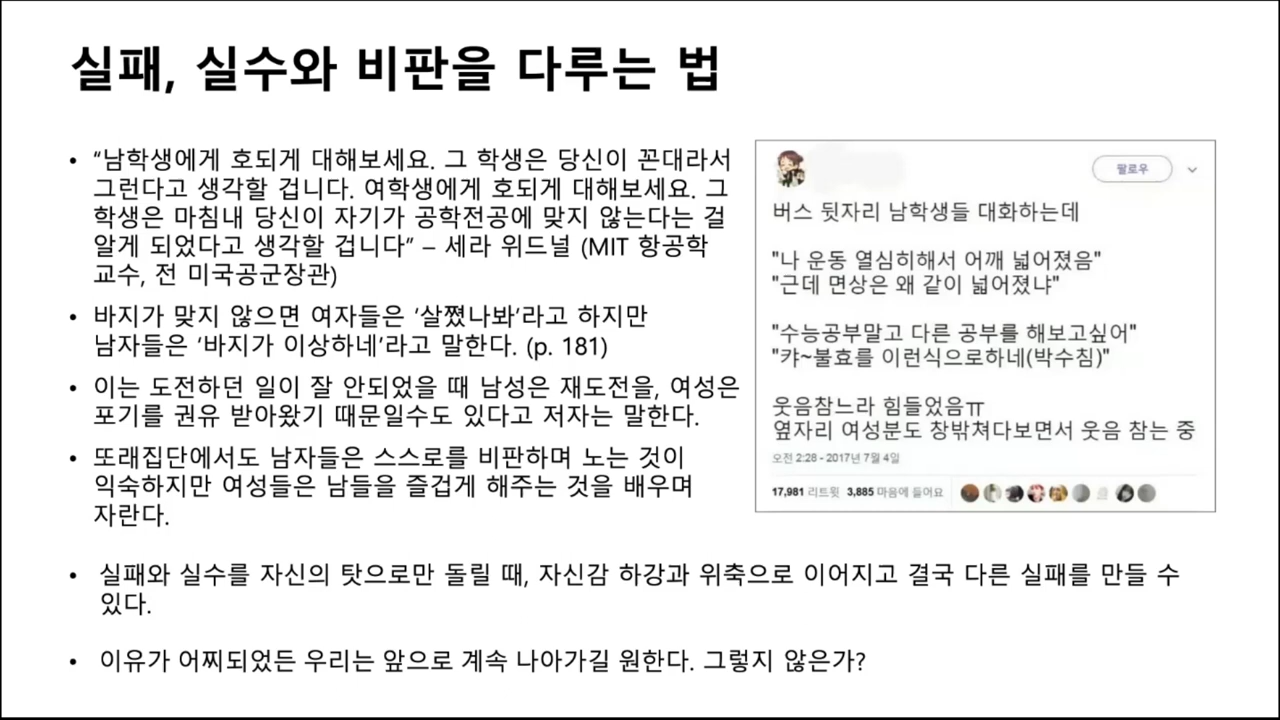 실패, 실수와 비판을 다루는 법
• “남학생에게 호되게 대해보세요. 그 학생은 당신이 꼰대라서
그런다고 생각할 겁니다. 여학생에게 호되게 대해보세요. 그
학생은 마침내 당신이 자기가 공학전공에 맞지 않는다는 걸
알게 되었다고 생각할 겁니다” – 세라 위드널 (MIT 항공학
교수, 전 미국공군장관)
• 바지가 맞지 않으면 여자들은 ‘살쪘나봐’라고 하지만
남자들은 ‘바지가 이상하네’라고 말한다. (p. 181)
• 이는 도전하던 일이 잘 안되었을 때 남성은 재도전을, 여성은
포기를 권유 받아왔기 때문일수도 있다고 저자는 말한다.
• 또래집단에서도 남자들은 스스로를 비판하며 노는 것이
익숙하지만 여성들은 남들을 즐겁게 해주는 것을 배우며
자란다.
• 실패와 실수를 자신의 탓으로만 돌릴 때, 자신감 하강과 위축으로 이어지고 결국 다른 실패를 만들 수
있다.
• 이유가 어찌되었든 우리는 앞으로 계속 나아가길 원한다. 그렇지 않은가?
팔로우
버스 뒷자리 남학생들 대화하는데
"나 운동 열심히해서 어깨 넓어졌음"
"근데 면상은 왜 같이 넓어졌냐"
"수능공부말고 다른 공부를 해보고싶어"
"캬~불효를 이런식으로하네(박수침)"
웃음참느라 힘들었음ㅠ
옆자리 여성분도 창밖쳐다보면서 웃음 참는 중
오전 2:28 - 2017년 7월 4일
17,981 리트윗 3,885 마음에 들어요